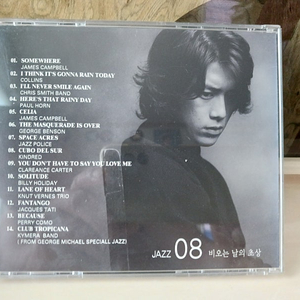 01. SOMEWHERE
JAMES CAMPBELL
02. I THINK IT'S GONNA RAIN TODAY
COLLINS
03. I'LL NEVER SMILE AGAIN
CHRIS SMITH BAND
04. HERE'S THAT RAINY DAY
PAUL HORN
05. CELIA
JAMES CAMPBELL
06. THE MASQUERADE IS OVER
GEORGE BENSON
07. SPACE ACRES
JAZZ POLICE
08. CUBO DEL SUR
KINDRED
09. YOU DON'T HAVE TO SAY YOU LOVE ME
CLAREANCE CARTER
10. SOLITUDE
BILLY HOLIDAY
11. LANE OF HEART
KNUT VERNES TRIO
12. FANTANGO
JACQUES TATI
13. BECAUSE
PERRY COMO
14. CLUB TROPICANA
KYMERA BAND
( FROM GEORGE MICHAEL SPECIALL JAZZ)
JAZZ 08 비오는 날의 초상